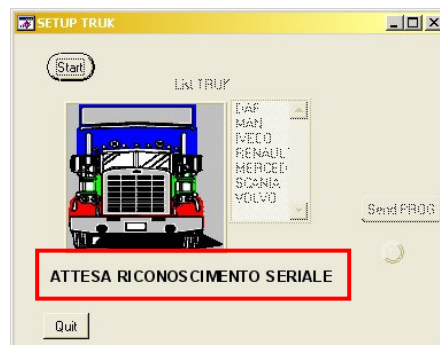 SETUP TRUK
Start
List TRUK
DAF
MAN
IVECO
RENAULT
MERCED
SCANIA
VOLVO
Send PROG
ATTESA RICONOSCIMENTO SERIALE
Quit